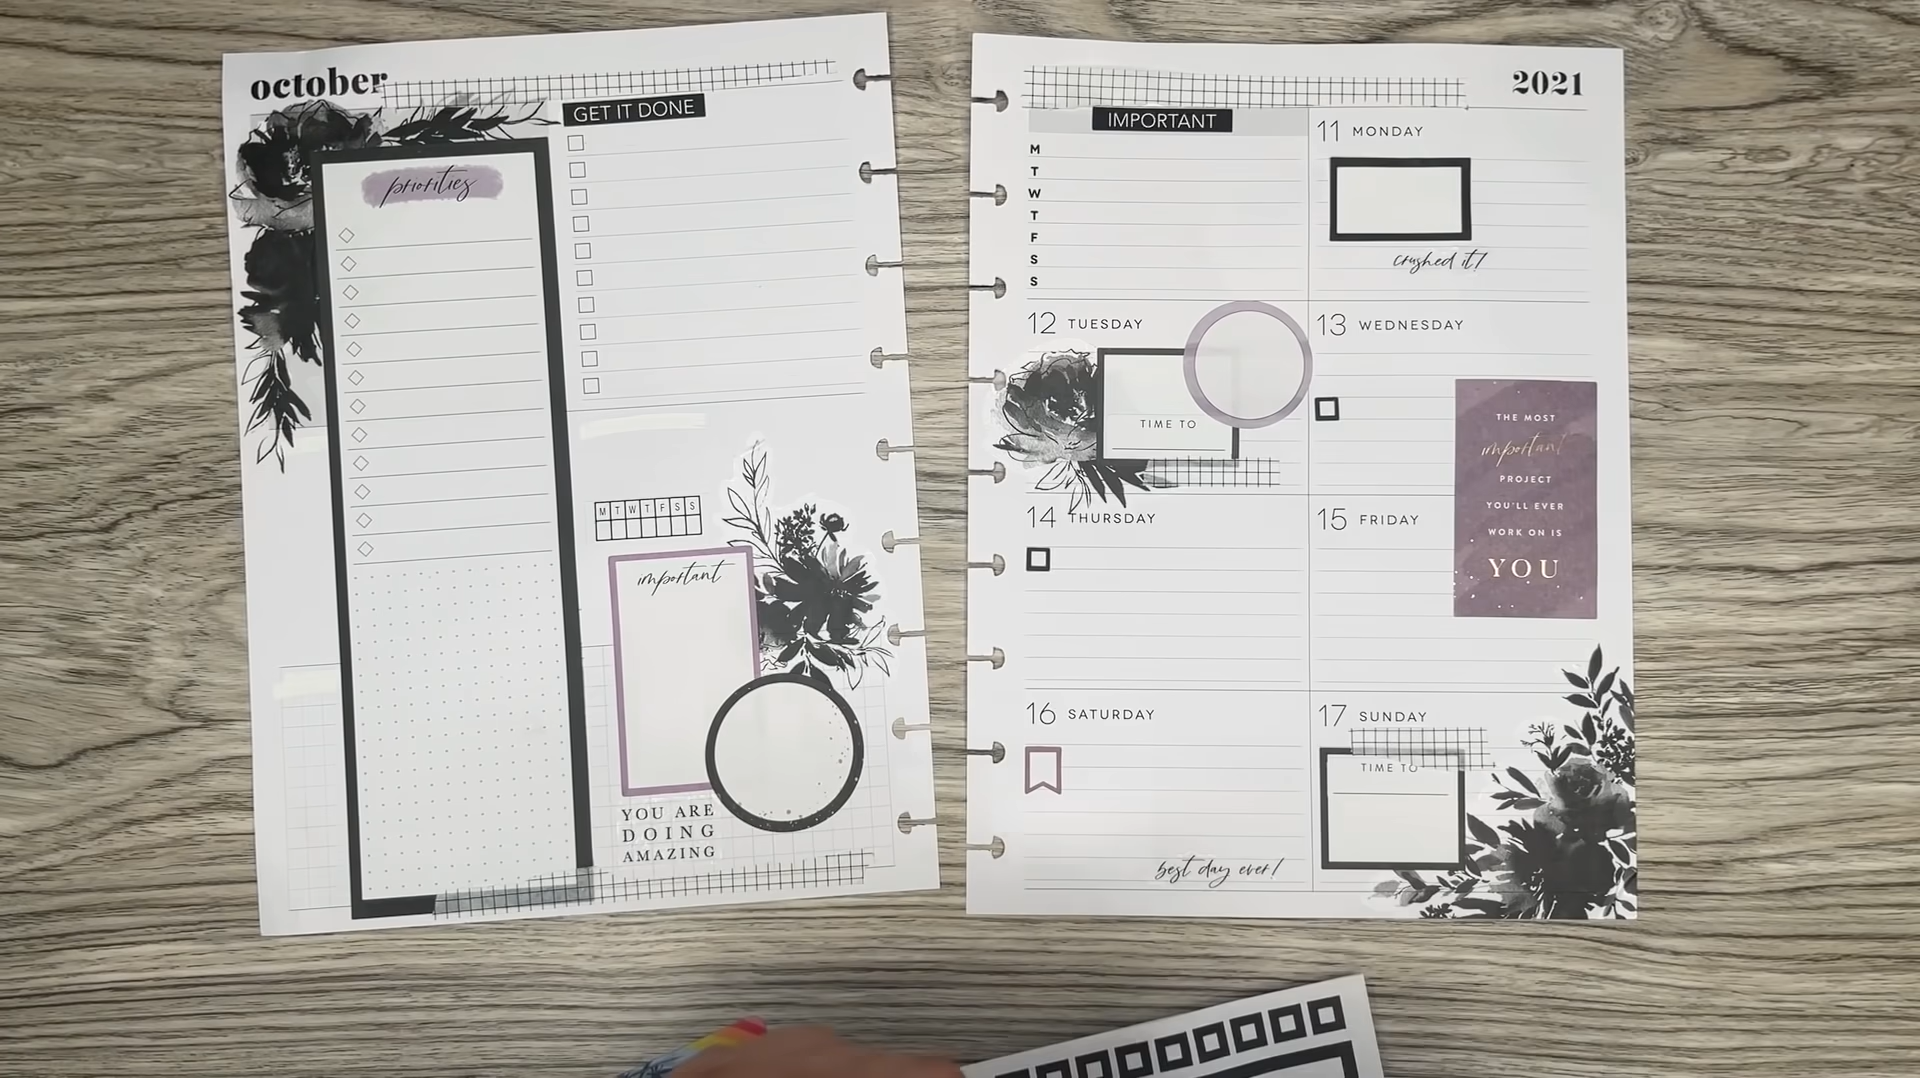 october
GET IT DONE
priorities
M T W T F S S
important
YOU ARE
DOING
AMAZING
2021
IMPORTANT
M
T
W
T
F
S
S
11 MONDAY
crushed it!
12 TUESDAY
TIME TO
13 WEDNESDAY
THE MOST
important
PROJECT
YOU'LL EVER
WORK ON IS
YOU
14 THURSDAY
15 FRIDAY
16 SATURDAY
best day ever!
17 SUNDAY
TIME TO